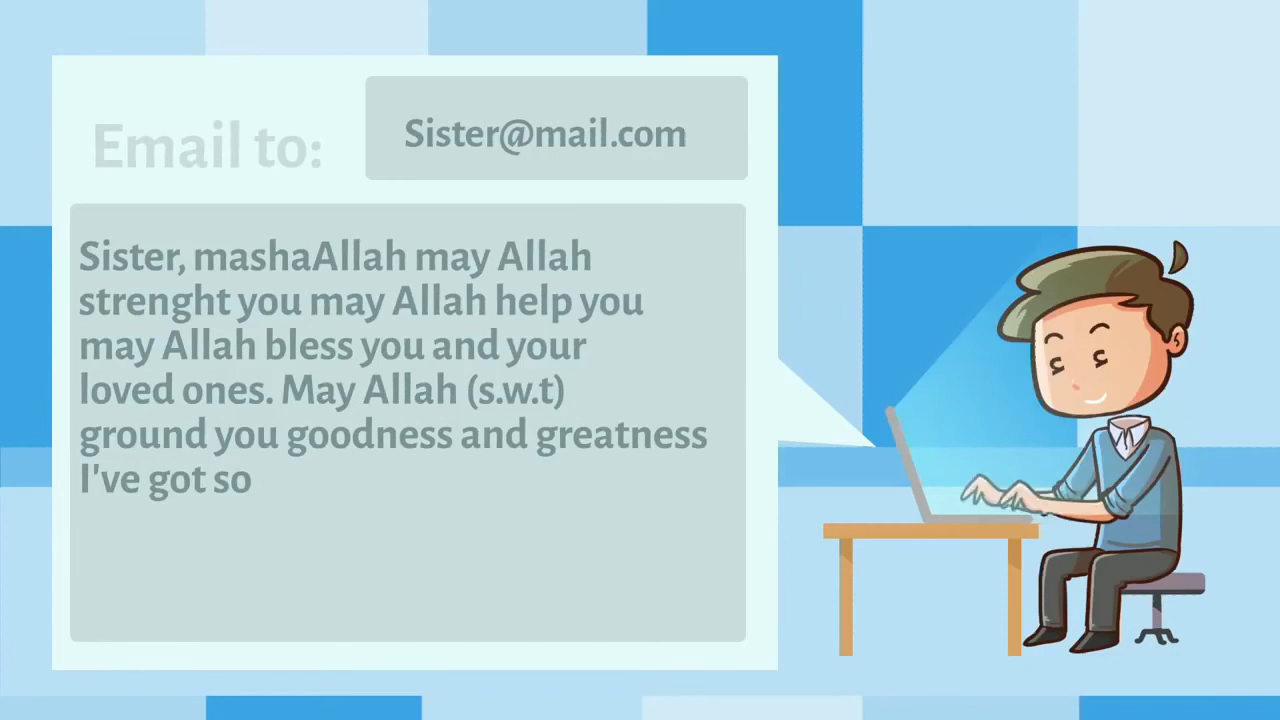 Email to:
Sister@mail.com
Sister, mashaAllah may Allah
strenght you may Allah help you
may Allah bless you and your
loved ones. May Allah (s.w.t)
ground you goodness and greatness
I've got so